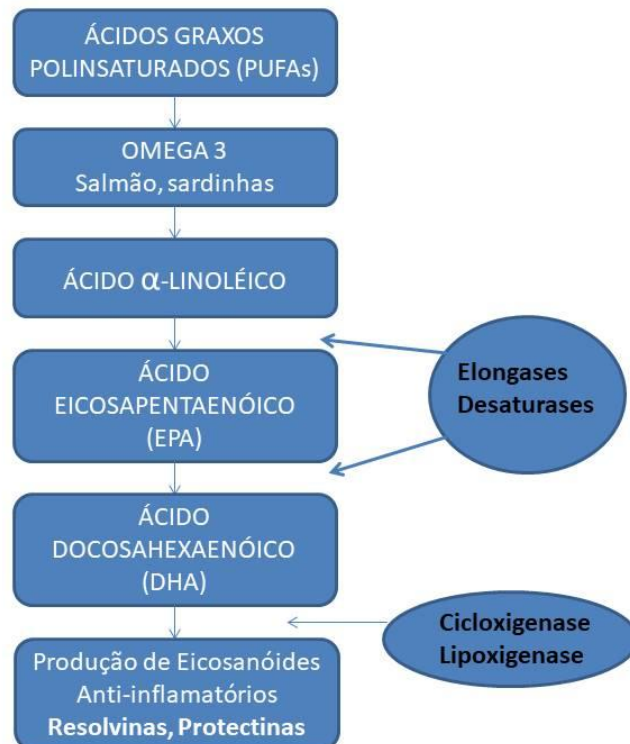 ÁCIDOS GRAXOS
POLINSATURADOS (PUFAs)
OMEGA 3
Salmão, sardinhas
ÁCIDO α-LINOLÉICO
ÁCIDO
EICOSAPENTAENÓICO
(EPA)
Elongases
Desaturases
ÁCIDO
DOCOSAHEXAENÓICO
(DHA)
Cicloxigenase
Lipoxigenase
Produção de Eicosanóides
Anti-inflamatórios
Resolvinas, Protectinas